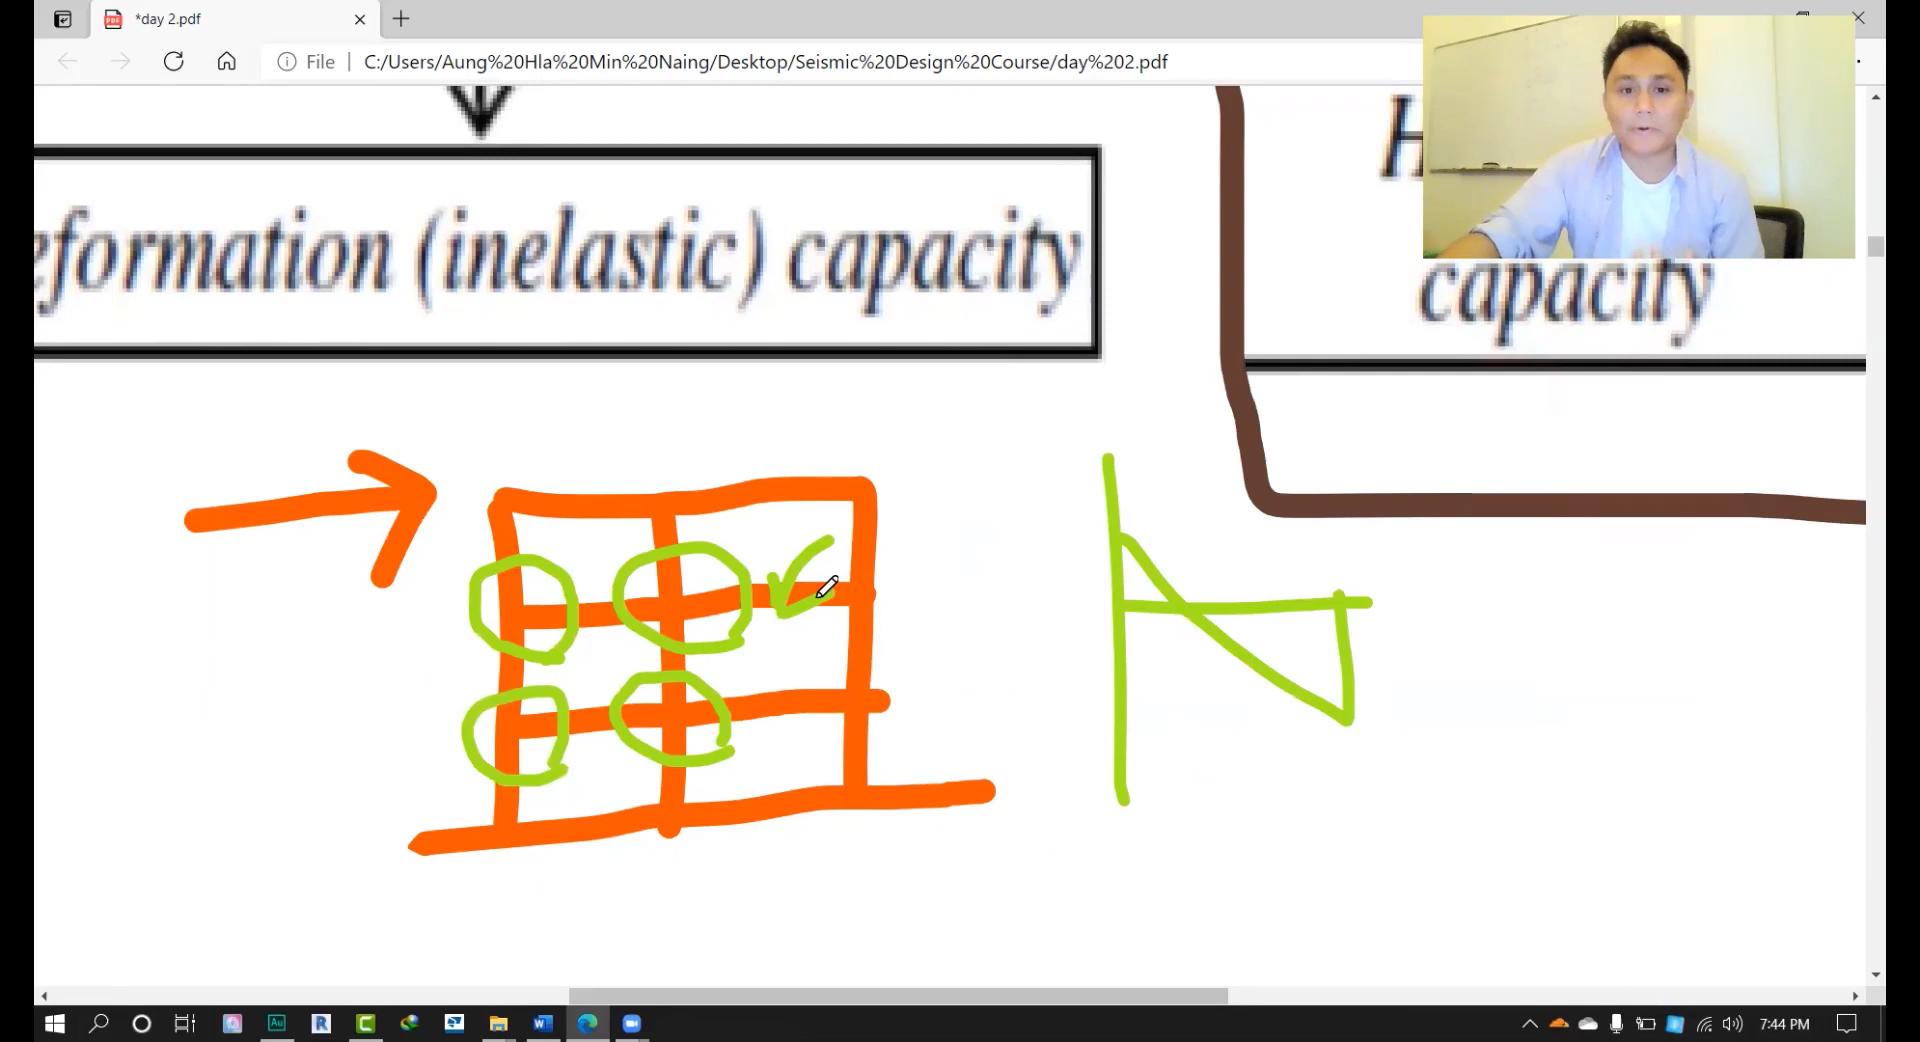 *day 2.pdf
File | C:/Users/Aung%20Hla%20Min%20Naing/Desktop/Seismic%20Design%20Course/day%202.pdf
eformation (inelastic) capacity
H
capacity
7:44 PM